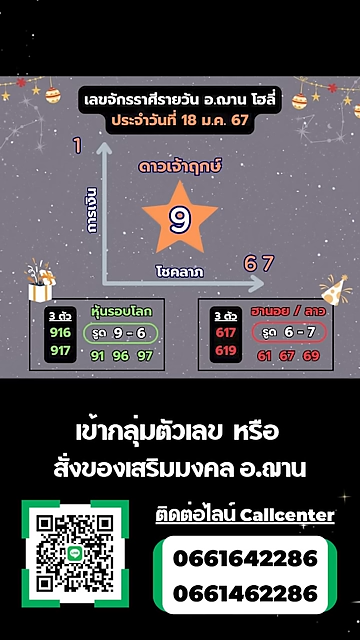 เลขจักรราศีรายวัน อ.ฌาน โฮลี่
ประจำวันที่ 18 ม.ค. 67
1
ดาวเจ้าฤกษ์
การเงิน
9
โชคลาภ
6 7
3 ตัว
หุ้นรอบโลก
916
รูด 9 - 6
917
91 96 97
3 ตัว
ฮานอย / ลาว
617
รูด 6 - 7
619
61 67 69
เข้ากลุ่มตัวเลข หรือ
สั่งของเสริมมงคล อ.ฌาน
ติดต่อไลน์ Callcenter
0661642286
0661462286